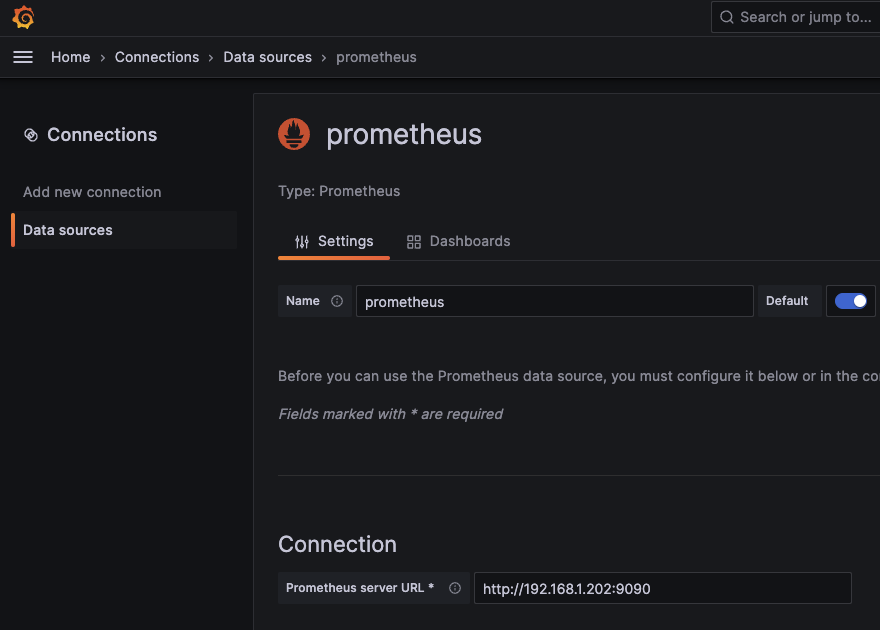 Search or jump to...
Home › Connections › Data sources › prometheus
Connections
Add new connection
Data sources
prometheus
Type: Prometheus
Settings Dashboards
Name prometheus Default
Before you can use the Prometheus data source, you must configure it below or in the co
Fields marked with * are required
Connection
Prometheus server URL * http://192.168.1.202:9090